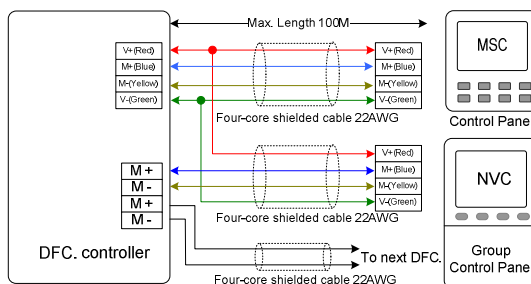 Max. Length 100M
V+(Red)
M+(Blue)
M-(Yellow)
V-(Green)
V+(Red)
M+(Blue)
M-(Yellow)
V-(Green)
MSC
Four-core shielded cable 22AWG
Control Pane
V+(Red)
M+(Blue)
M-(Yellow)
V-(Green)
M+
M-
M+
M-
NVC
Four-core shielded cable 22AWG
DFC. controller
To next DFC.
Group
Control Pane
Four-core shielded cable 22AWG